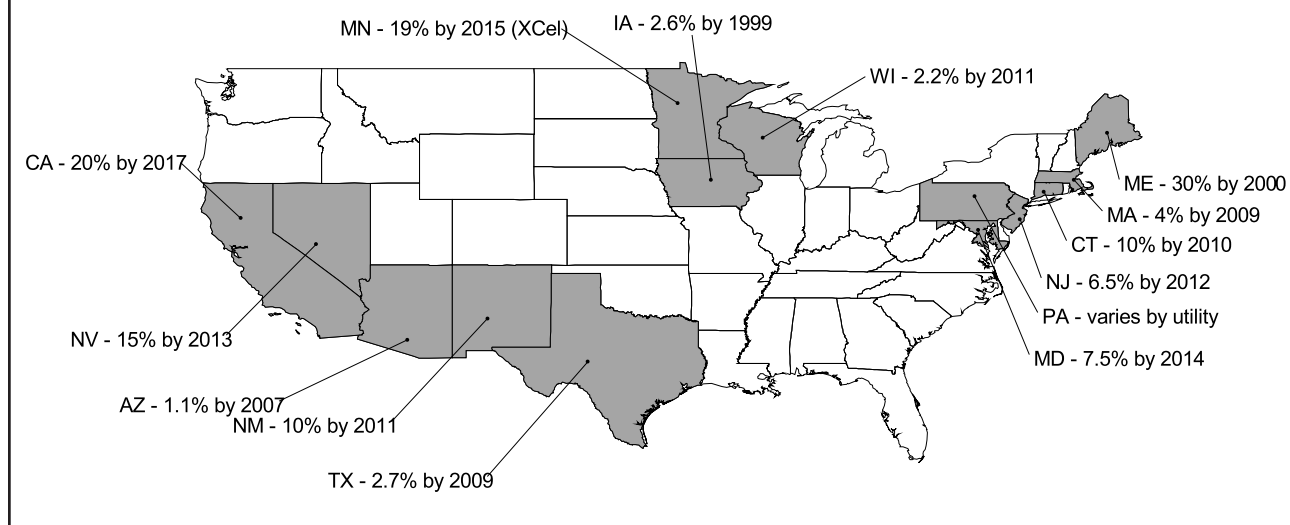 MN - 19% by 2015 (XCel)
IA - 2.6% by 1999
WI - 2.2% by 2011
CA - 20% by 2017
ME - 30% by 2000
MA - 4% by 2009
CT - 10% by 2010
NJ - 6.5% by 2012
PA - varies by utility
MD - 7.5% by 2014
NV - 15% by 2013
AZ - 1.1% by 2007
NM - 10% by 2011
TX - 2.7% by 2009